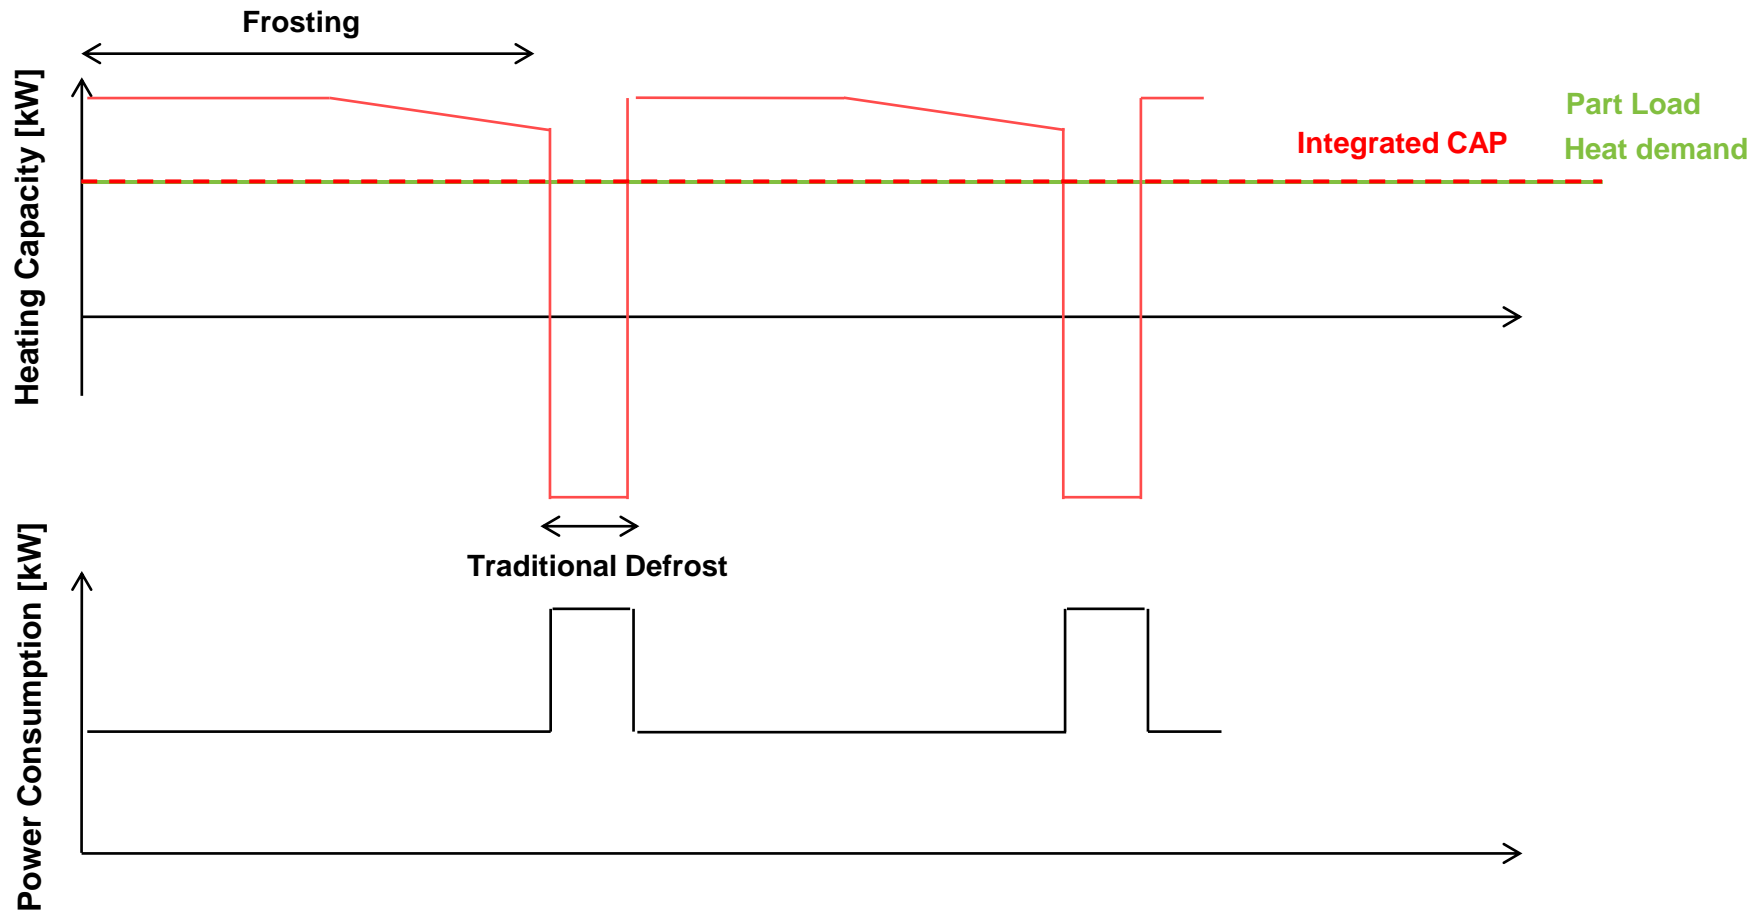 Frosting
Heating Capacity [kW]
Part Load
Integrated CAP
Heat demand
Traditional Defrost
Power Consumption [kW]